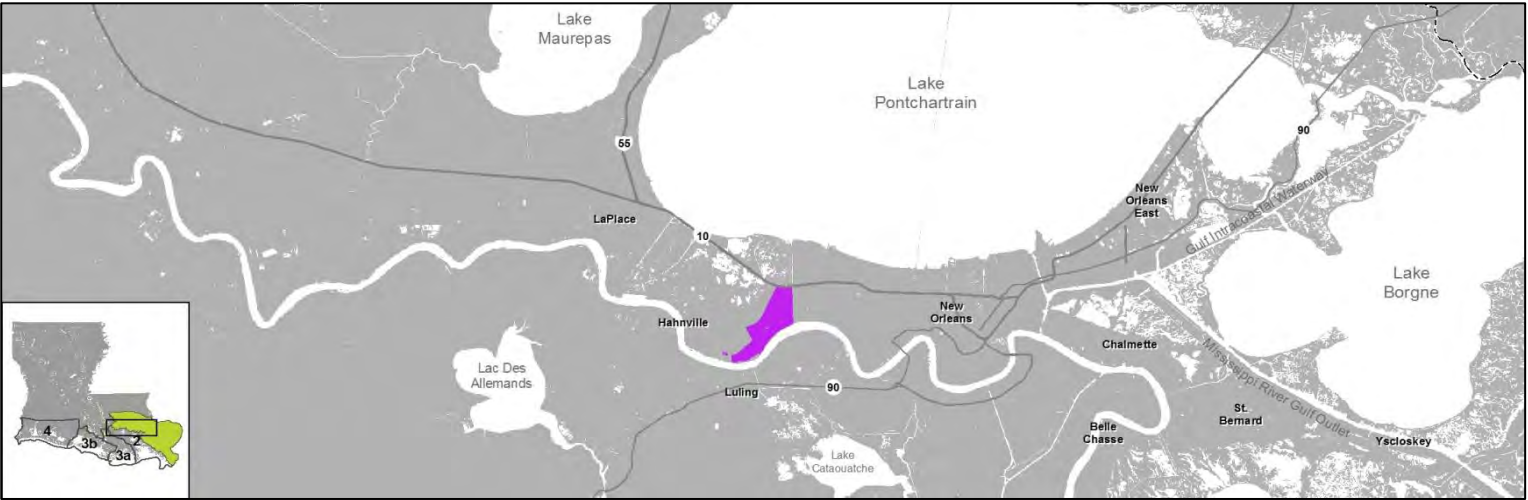 Lake
Maurepas
Lake
Pontchartrain
55
90
New
Orleans
East
LaPlace
10
Gulf Intracoastal Waterway
Lake
Borgne
New
Orleans
Hahnville
Chalmette
Mississippi River Gulf Outlet
Lac Des
Allemands
Luling
90
St.
Bernard
Belle
Chasse
Yscloskey
Lake
Cataouatche
4
3b
2
3a